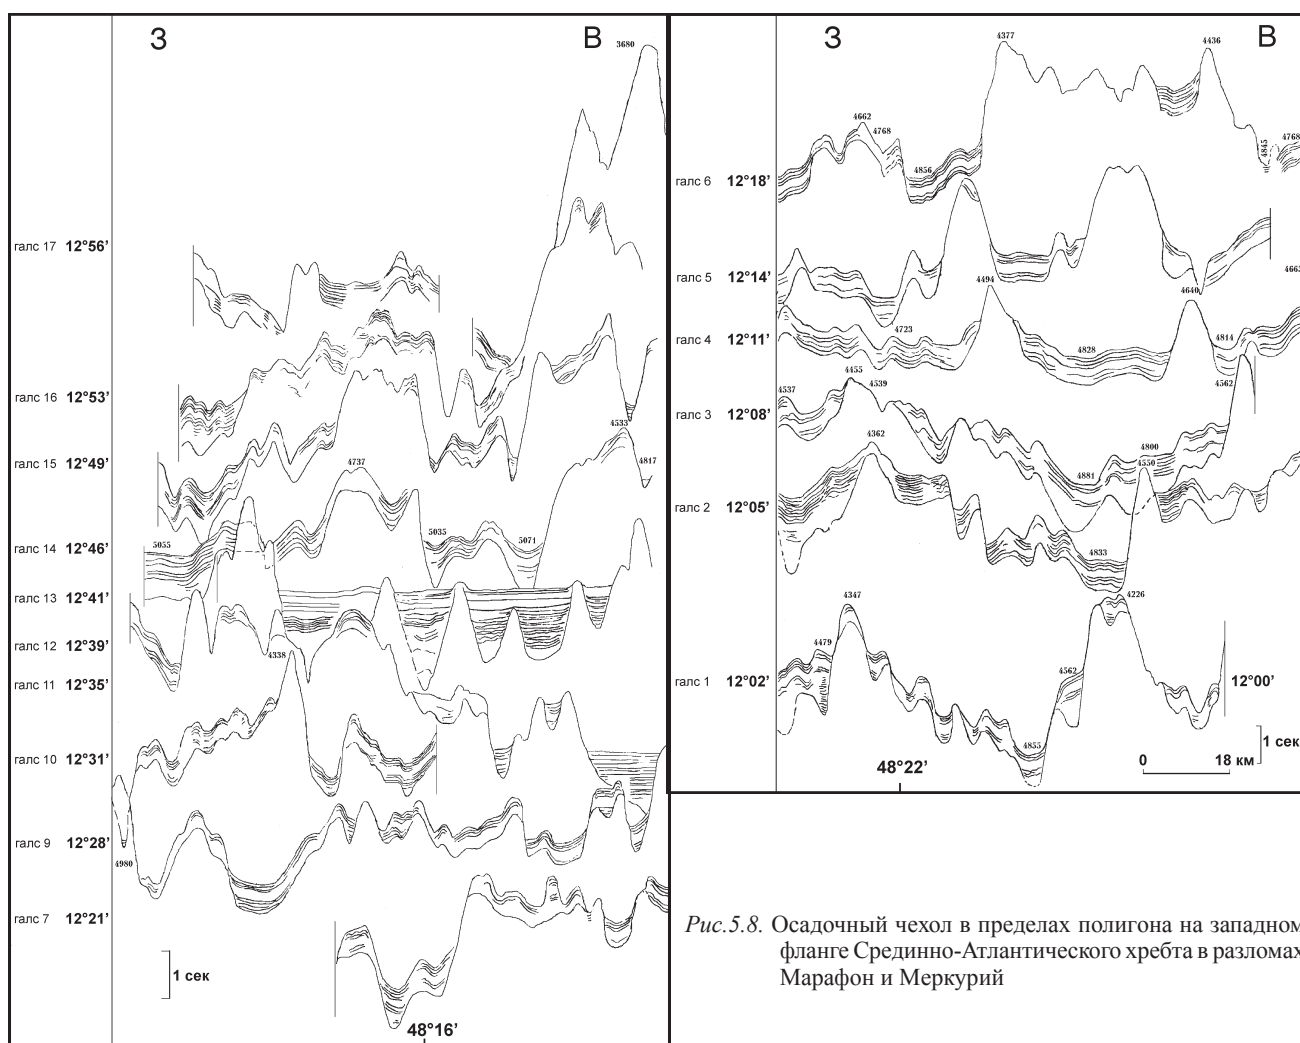 З
В
3680
галс 17
12°56'
галс 16
12°53'
4533
галс 15
12°49'
4737
4817
5055
5035
5071
галс 14
12°46'
галс 13
12°41'
галс 12
12°39'
4338
галс 11
12°35'
галс 10
12°31'
галс 9
12°28'
4980
галс 7
12°21'
1 сек
48°16'
З
В
4377
4436
4662
4768
4845
4768
4856
галс 6
12°18'
галс 5
12°14'
4494
4640
4723
галс 4
12°11'
4828
4814
4455
4539
4537
4562
галс 3
12°08'
4362
4800
4550
4881
галс 2
12°05'
4833
4347
4226
4479
4562
галс 1
12°02'
12°00'
4855
1 сек
0
18 км
48°22'
Рис.5.8. Осадочный чехол в пределах полигона на западном
фланге Срединно-Атлантического хребта в разломах
Марафон и Меркурий